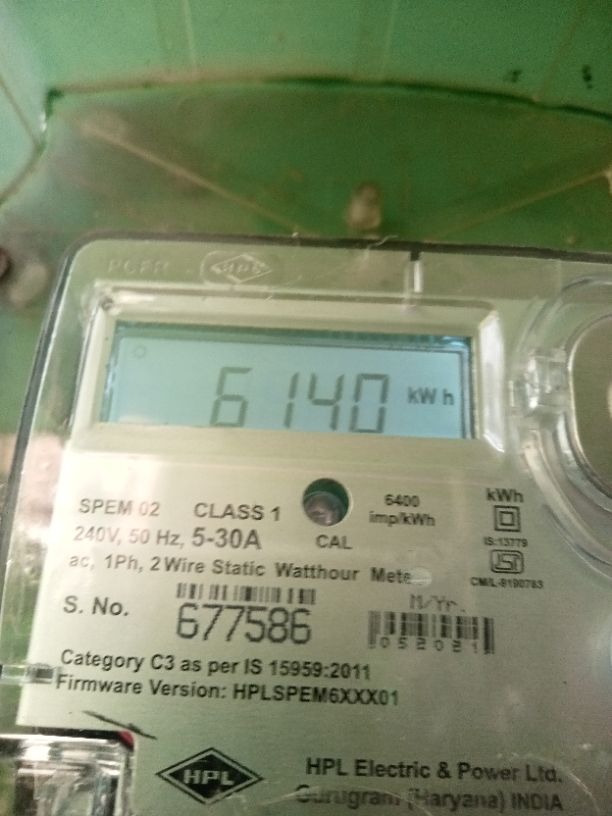 HPL
6140 kWh
SPEM 02 CLASS 1
6400 imp/kWh
kWh
240V, 50 Hz, 5-30A
CAL
IS:13779
ac, 1Ph, 2 Wire Static Watthour Mete
CM/L-9190783
S. No. 677586
M/Yr.
052021
Category C3 as per IS 15959:2011
Firmware Version: HPLSPEM6XXX01
HPL
HPL Electric & Power Ltd.
Gurugram (Haryana) INDIA